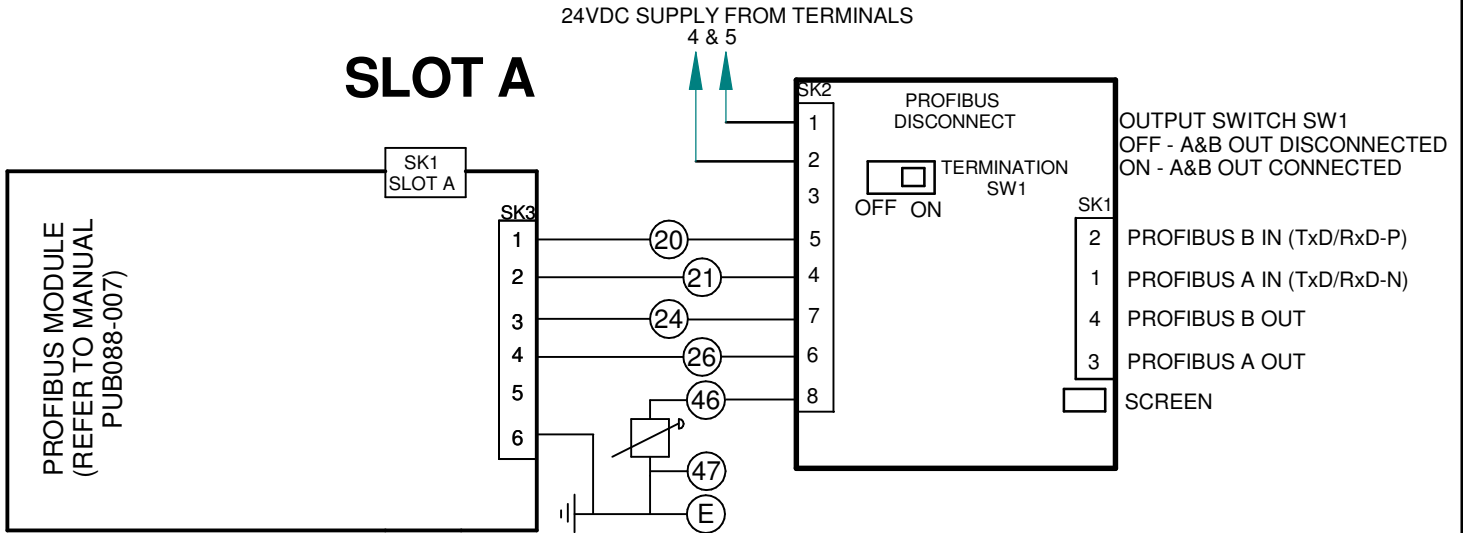 24VDC SUPPLY FROM TERMINALS
4 & 5
SLOT A
SK1
SLOT A
PROFIBUS MODULE
(REFER TO MANUAL
PUB088-007)
SK3
1
2
3
4
5
6
20
21
24
26
46
47
E
SK2
1
2
3
5
4
7
6
8
PROFIBUS
DISCONNECT
TERMINATION
SW1
OFF ON
OUTPUT SWITCH SW1
OFF - A&B OUT DISCONNECTED
ON - A&B OUT CONNECTED
SK1
2 PROFIBUS B IN (TxD/RxD-P)
1 PROFIBUS A IN (TxD/RxD-N)
4 PROFIBUS B OUT
3 PROFIBUS A OUT
SCREEN